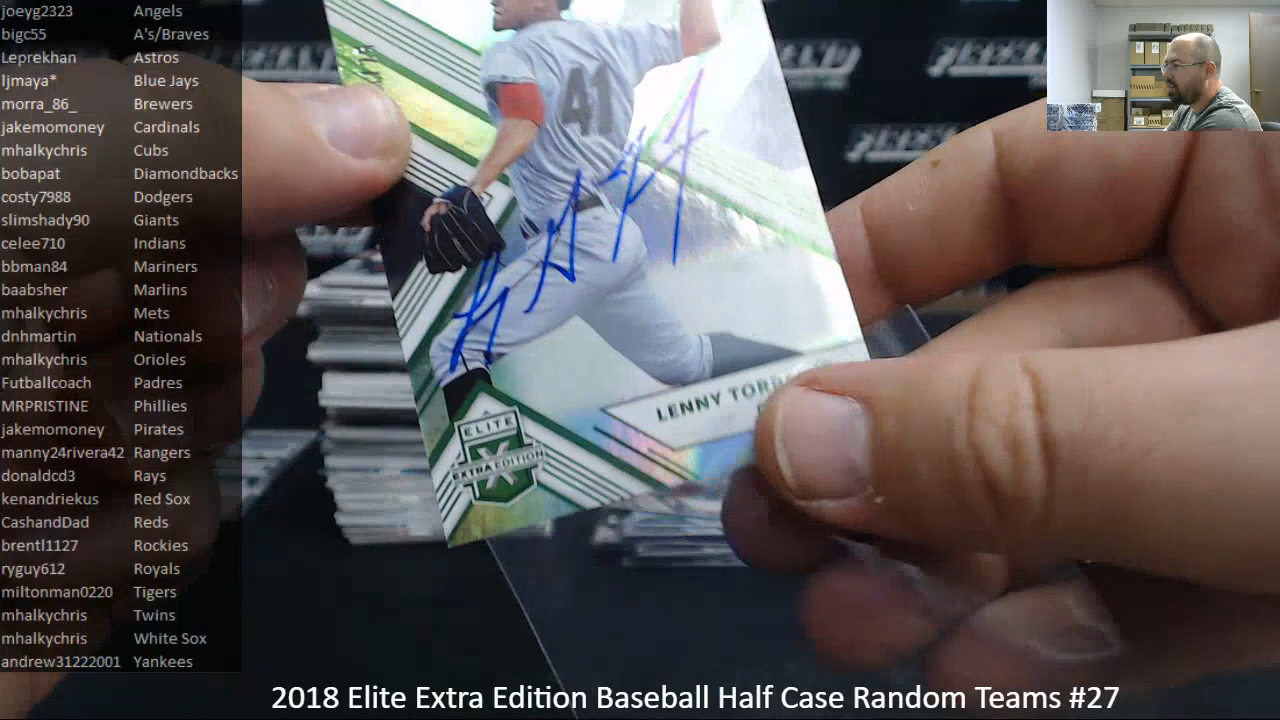 joeyg2323 Angels
bigc55 A's/Braves
Leprekhan Astros
Ijmaya* Blue Jays
morra_86_ Brewers
jakemomoney Cardinals
mhalkychris Cubs
bobapat Diamondbacks
costy7988 Dodgers
slimshady90 Giants
celee710 Indians
bbman84 Mariners
baabsher Marlins
mhalkychris Mets
dnhmartin Nationals
mhalkychris Orioles
Futballcoach Padres
MRPRISTINE Phillies
jakemomoney Pirates
manny24rivera42 Rangers
donaldcd3 Rays
kenandriekus Red Sox
CashandDad Reds
brentl1127 Rockies
ryguy612 Royals
miltonman0220 Tigers
mhalkychris Twins
mhalkychris White Sox
andrew31222001 Yankees
41
LENNY
ELITE
EXTRA EDITION
X
2018 Elite Extra Edition Baseball Half Case Random Teams #27